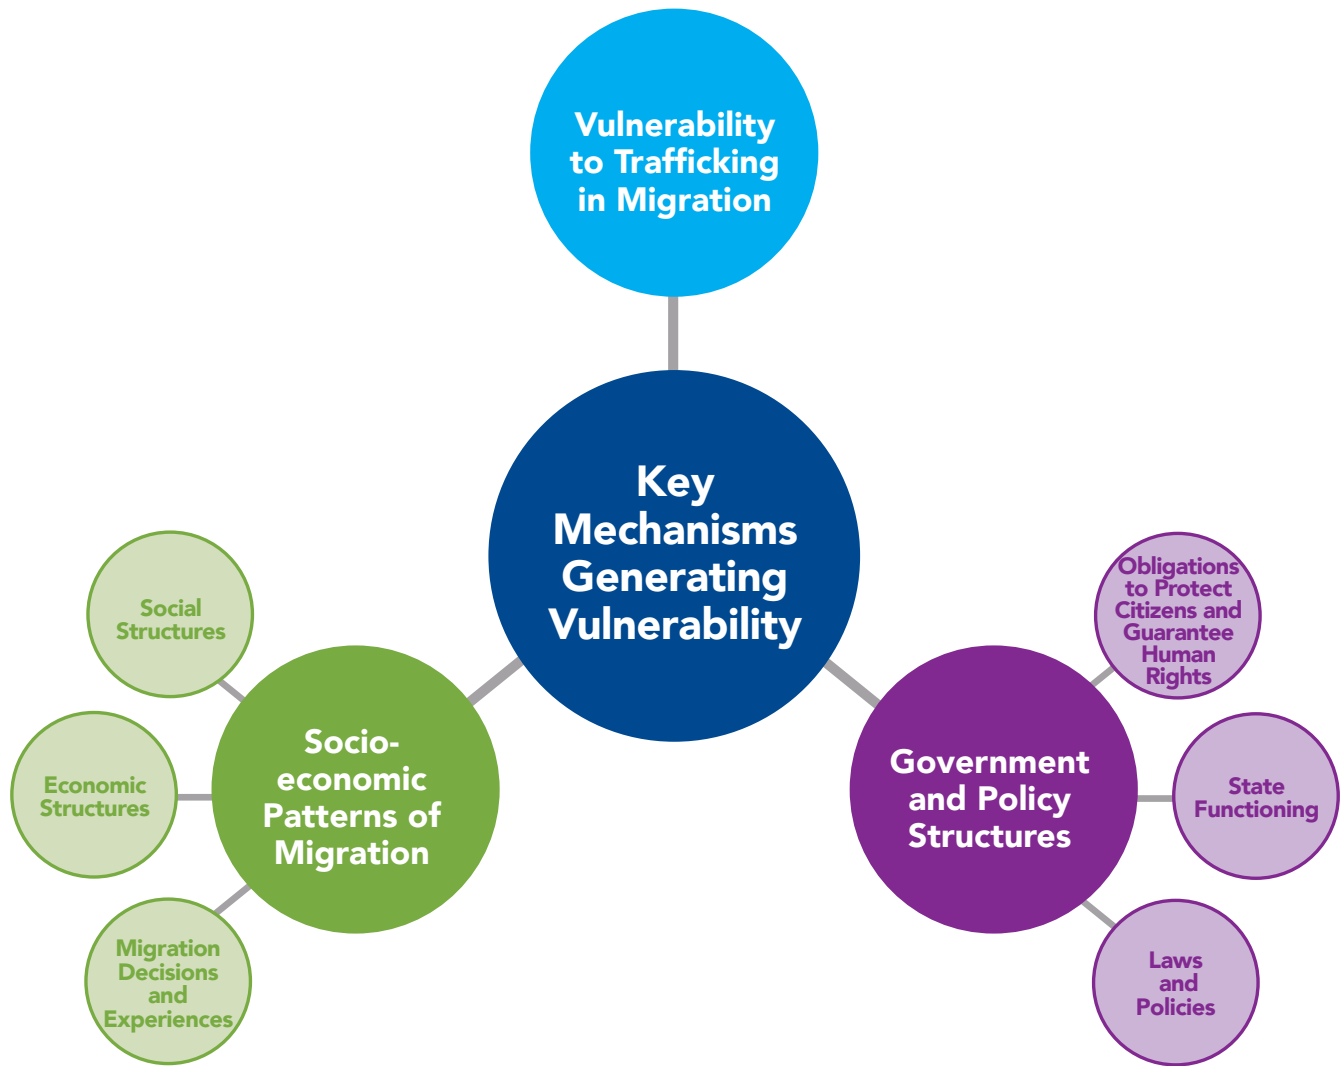 Vulnerability
to Trafficking
in Migration
Key
Mechanisms
Generating
Vulnerability
Socio-
economic
Patterns of
Migration
Social
Structures
Economic
Structures
Migration
Decisions
and
Experiences
Government
and Policy
Structures
Obligations
to Protect
Citizens and
Guarantee
Human
Rights
State
Functioning
Laws
and
Policies